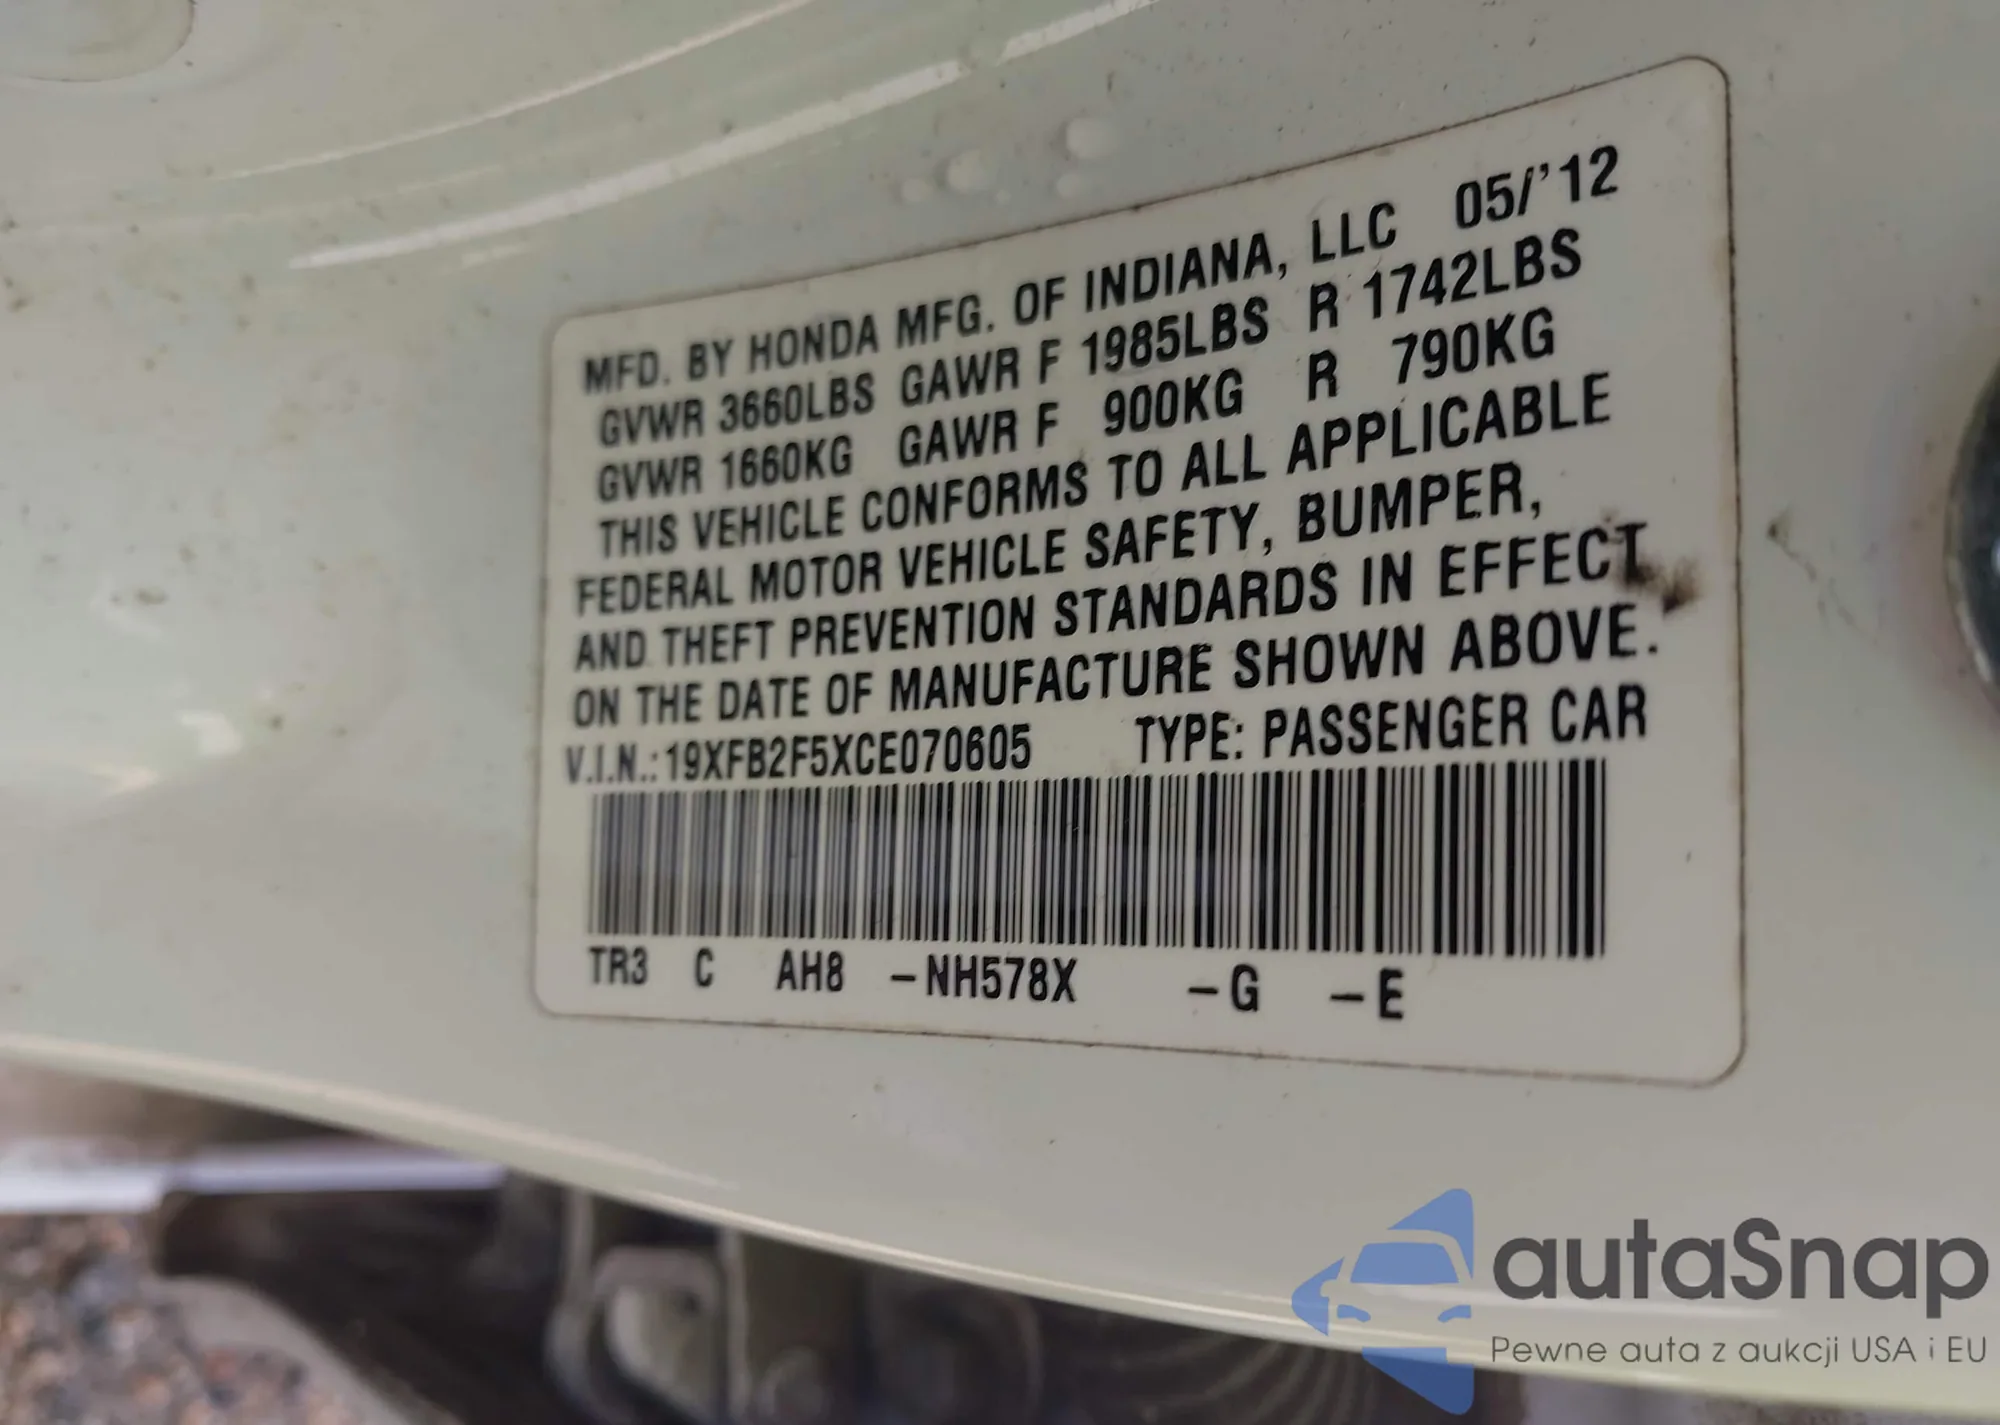 MFD. BY HONDA MFG. OF INDIANA, LLC 05/'12
GVWR 3660LBS GAWR F 1985LBS R 1742LBS
GVWR 1660KG GAWR F 900KG R 790KG
THIS VEHICLE CONFORMS TO ALL APPLICABLE
FEDERAL MOTOR VEHICLE SAFETY, BUMPER,
AND THEFT PREVENTION STANDARDS IN EFFECT
ON THE DATE OF MANUFACTURE SHOWN ABOVE.
V.I.N.: 19XFB2F5XCE070605 TYPE: PASSENGER CAR
TR3 C AH8 -NH578X -G -E
autaSnap
Pewne auta z aukcji USA i EU